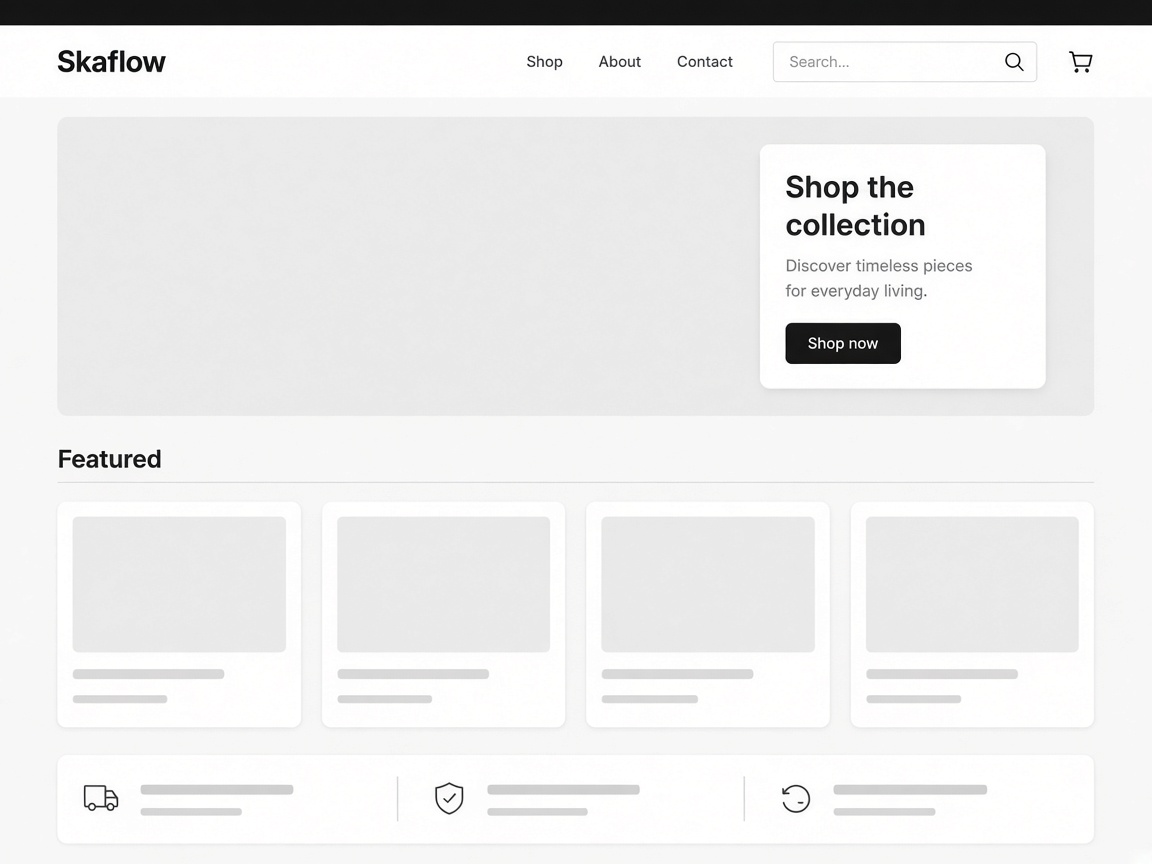 Skaflow
Shop
About
Contact
Search...
Shop the
collection
Discover timeless pieces
for everyday living.
Shop now
Featured